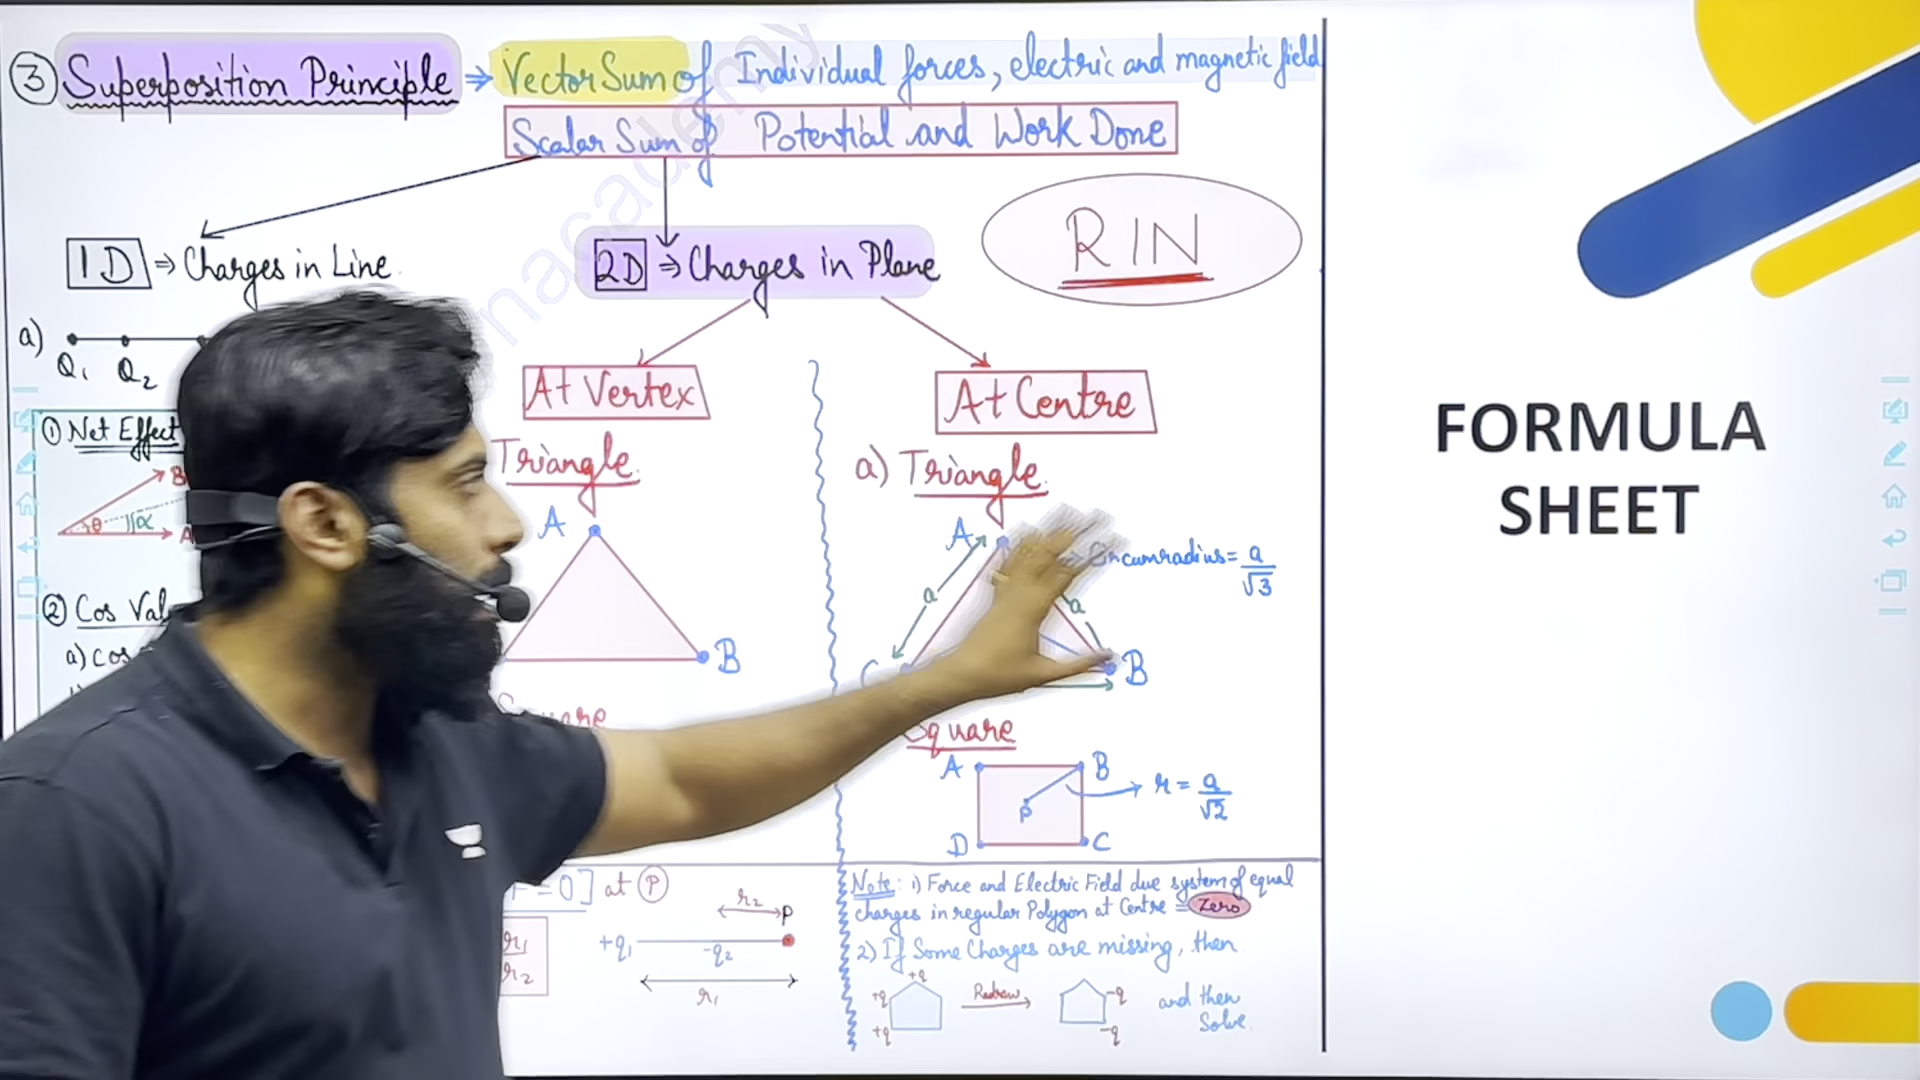 ③ Superposition Principle ⇒ Vector Sum of Individual forces, electric and magnetic field
Scalar Sum of Potential and Work Done
RIN
1D ⇒ Charges in Line
2D ⇒ Charges in Plane
a)
Q₁ Q₂
① Net Effect
B
θ α
A
② Cos Val
a) cos
At Vertex
Triangle
A
B
At Centre
a) Triangle
A
a
a
Circumradius = a/√3
C
B
Square
A B
P
r = a/√2
D C
= 0] at P
r₁
r₂
r₂
P
+q₁ -q₂
r₁
Note: 1) Force and Electric Field due system of equal
charges in regular Polygon at Centre = Zero
2) If Some Charges are missing, then
+q
+q
+q
Redraw
-q
-q
and then
Solve.
FORMULA
SHEET